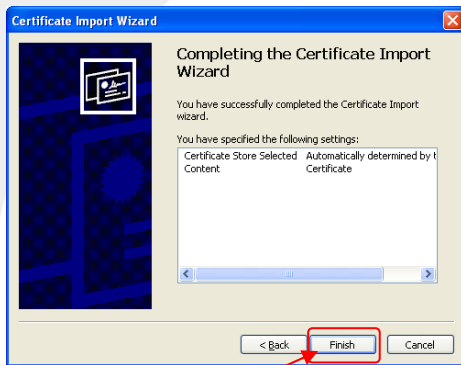 Certificate Import Wizard
Completing the Certificate Import
Wizard
You have successfully completed the Certificate Import
wizard.
You have specified the following settings:
Certificate Store Selected Automatically determined by t
Content Certificate
< Back Finish Cancel